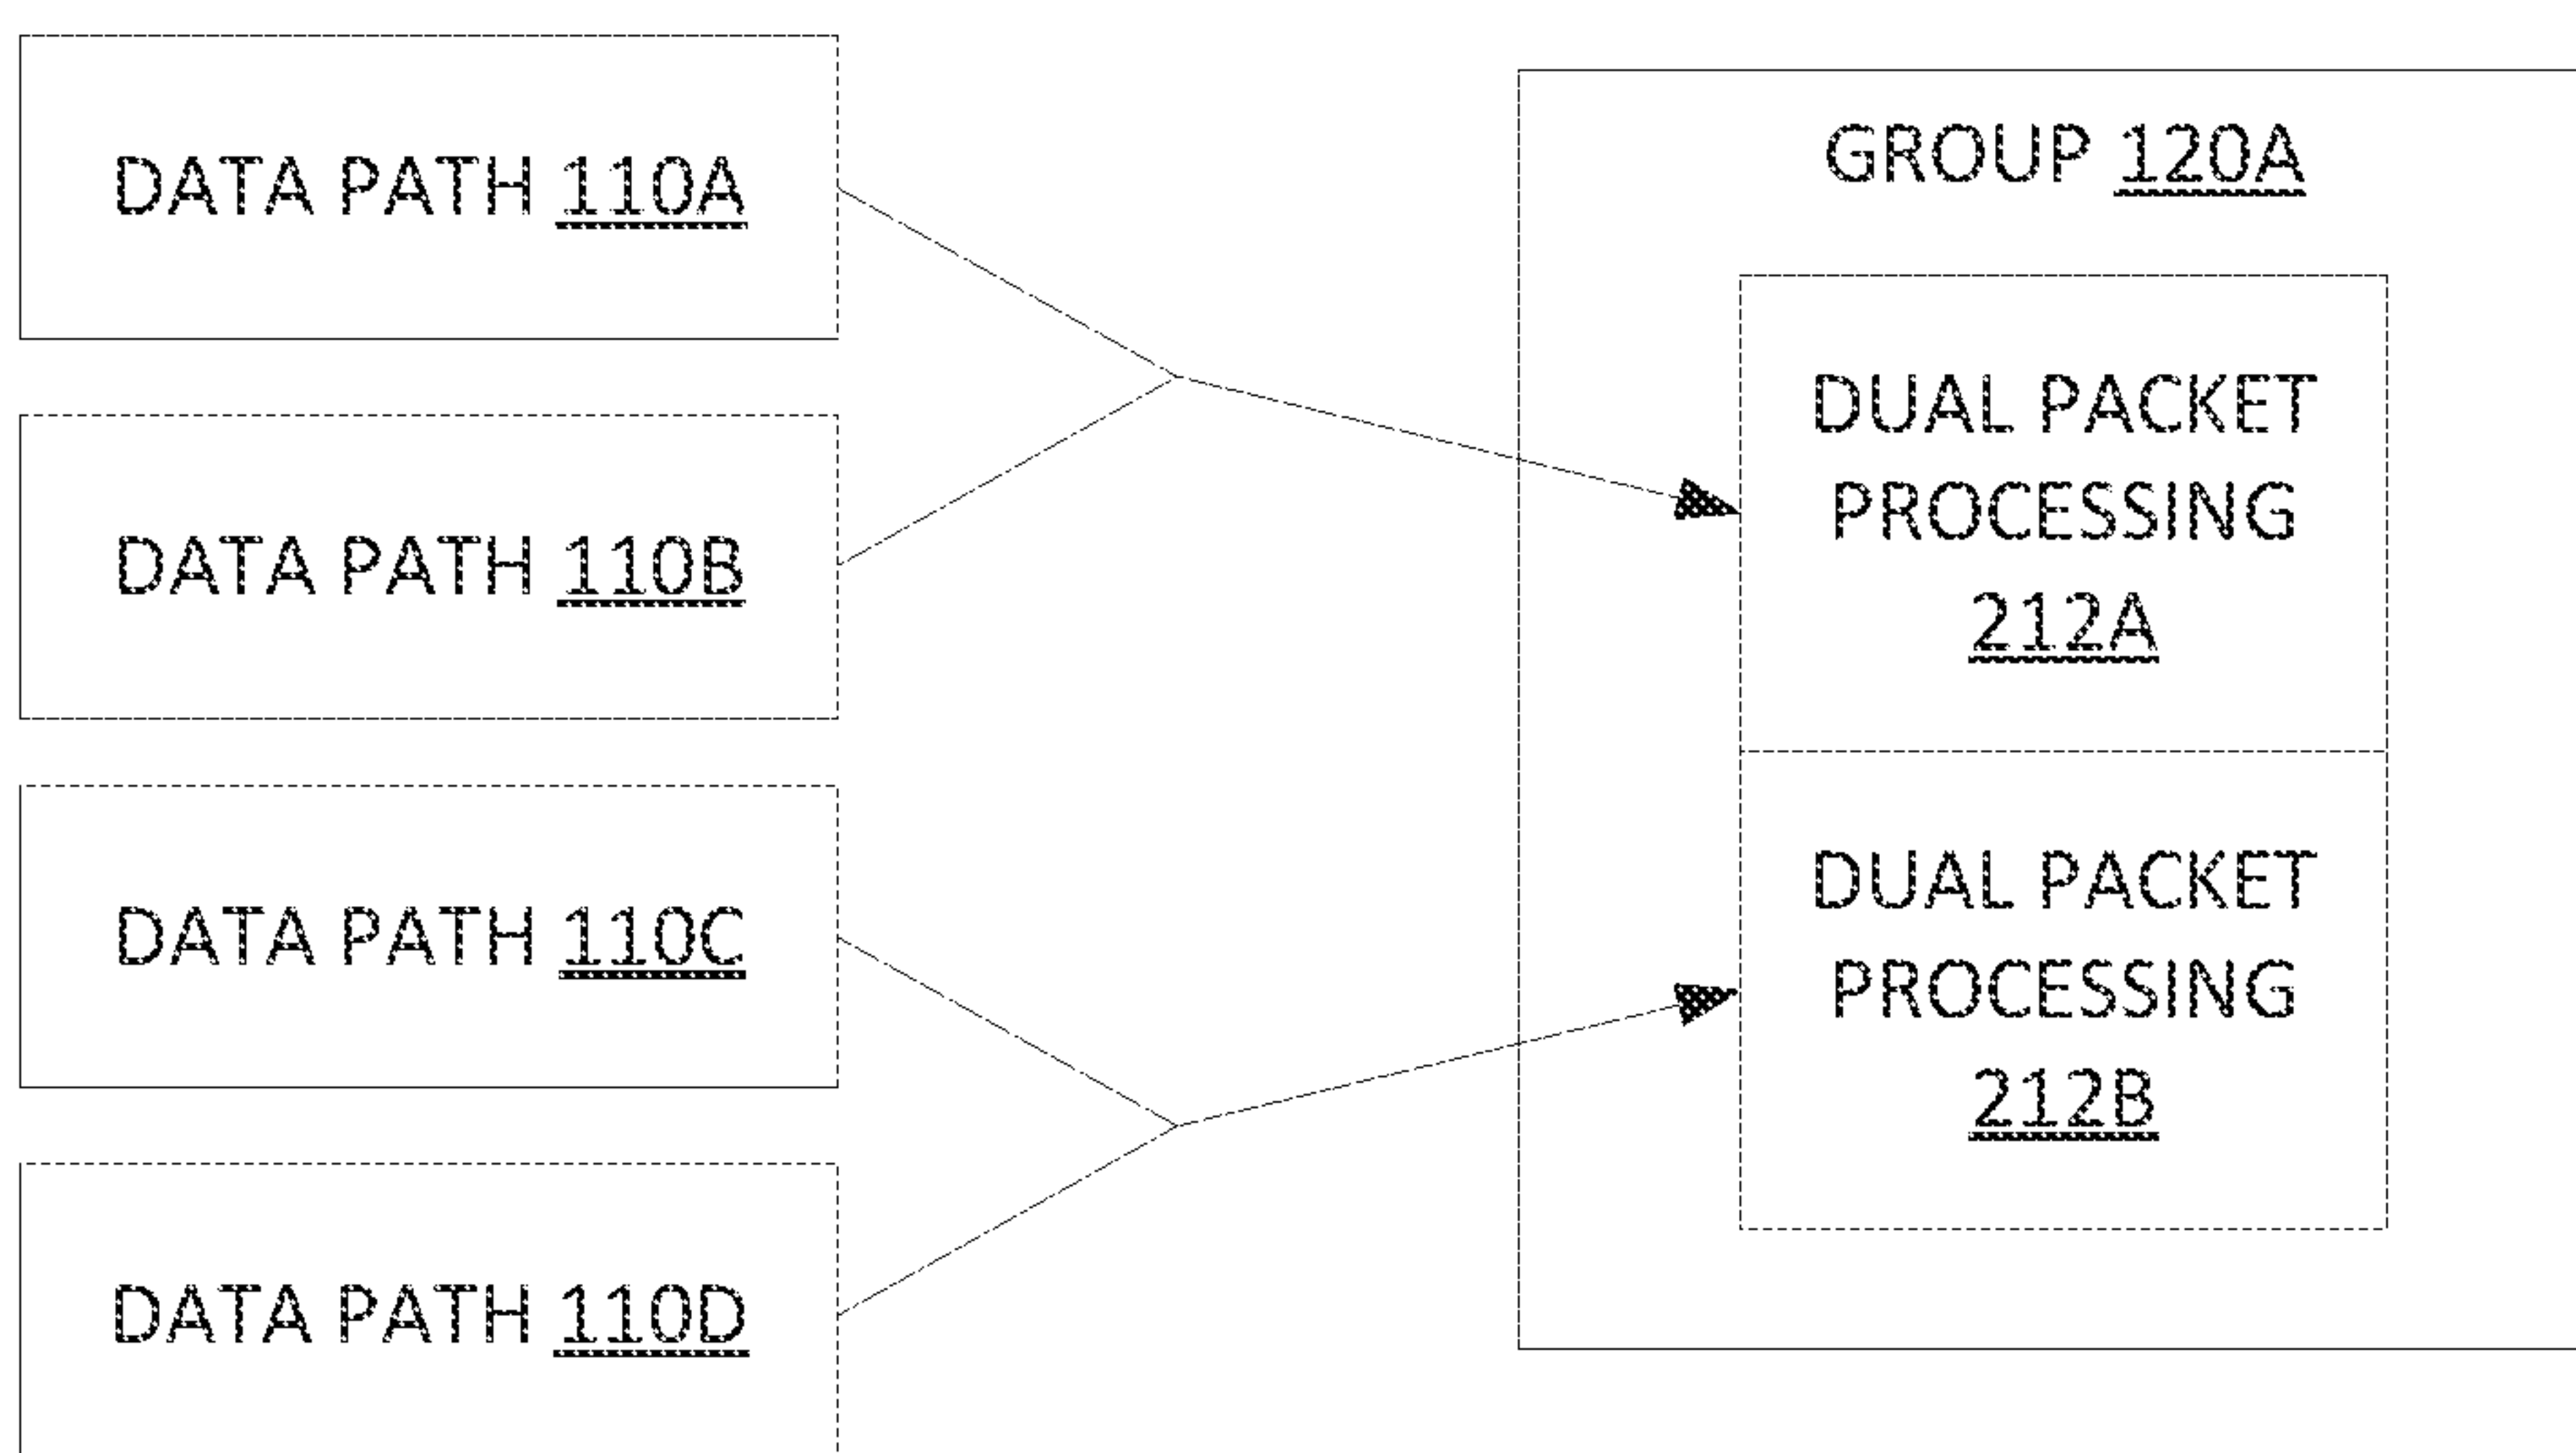 DATA PATH 110A
DATA PATH 110B
DATA PATH 110C
DATA PATH 110D
GROUP 120A
DUAL PACKET
PROCESSING
212A
DUAL PACKET
PROCESSING
212B